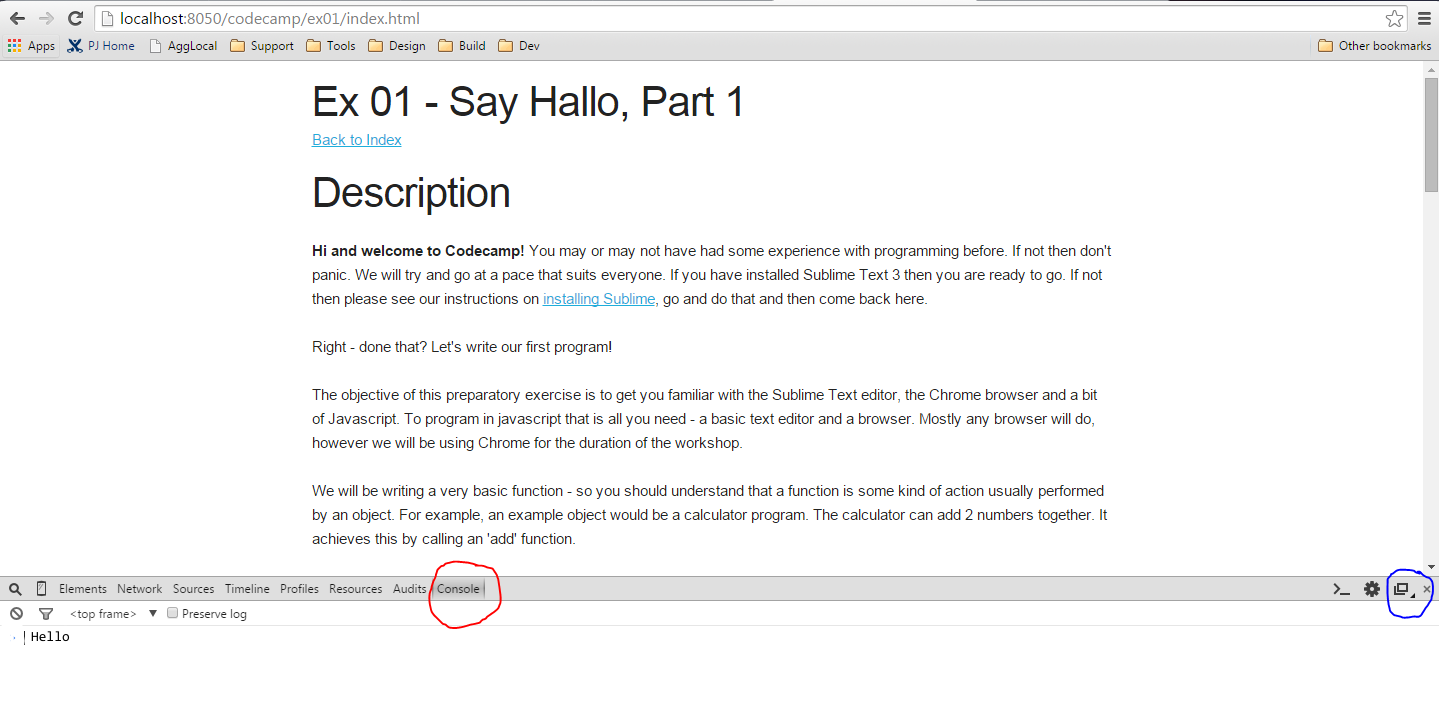 localhost:8050/codecamp/ex01/index.html
Apps PJ Home AggLocal Support Tools Design Build Dev Other bookmarks
Ex 01 - Say Hallo, Part 1
Back to Index
Description
Hi and welcome to Codecamp! You may or may not have had some experience with programming before. If not then don't
panic. We will try and go at a pace that suits everyone. If you have installed Sublime Text 3 then you are ready to go. If not
then please see our instructions on installing Sublime, go and do that and then come back here.
Right - done that? Let's write our first program!
The objective of this preparatory exercise is to get you familiar with the Sublime Text editor, the Chrome browser and a bit
of Javascript. To program in javascript that is all you need - a basic text editor and a browser. Mostly any browser will do,
however we will be using Chrome for the duration of the workshop.
We will be writing a very basic function - so you should understand that a function is some kind of action usually performed
by an object. For example, an example object would be a calculator program. The calculator can add 2 numbers together. It
achieves this by calling an 'add' function.
Elements Network Sources Timeline Profiles Resources Audits Console
<top frame> ▼ Preserve log
Hello